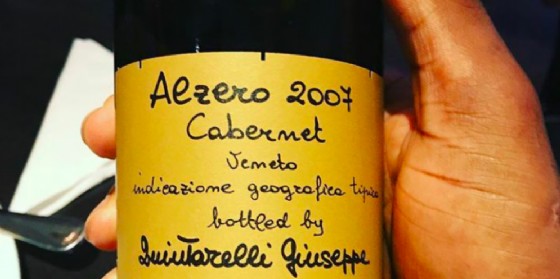 Alzero 2007
Cabernet
Veneto
indicazione geografica tipica
bottled by
Quintarelli Giuseppe